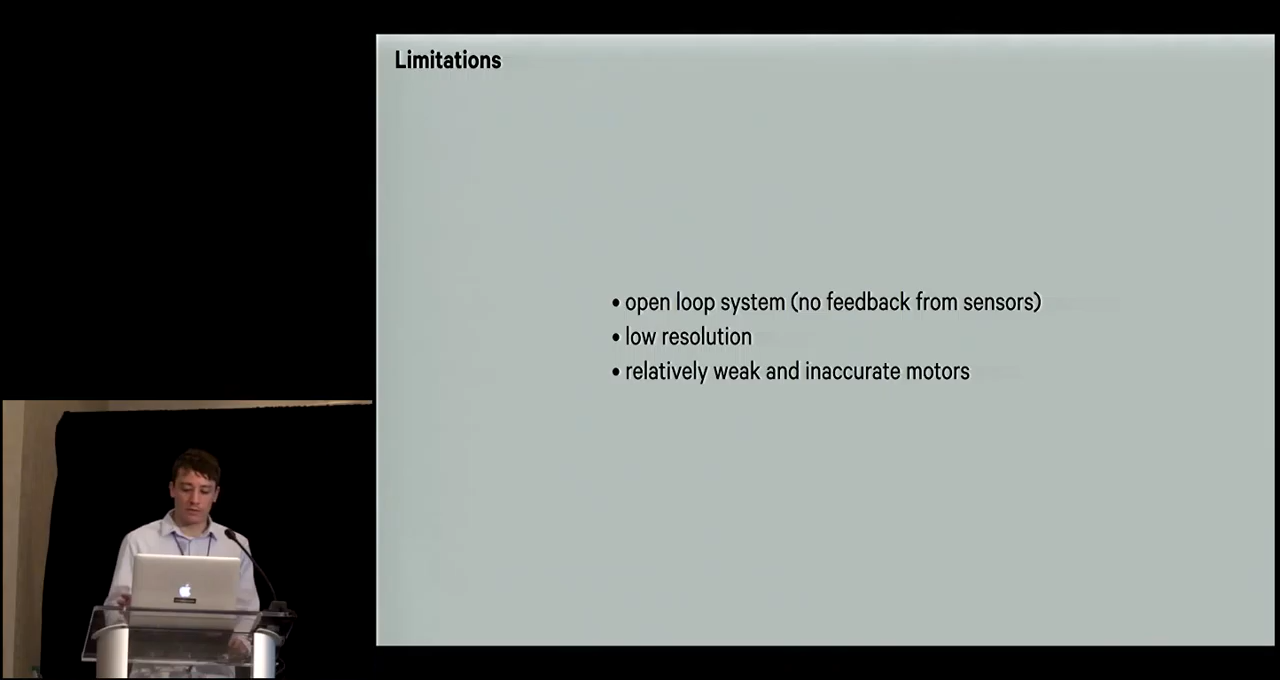 Limitations
• open loop system (no feedback from sensors)
• low resolution
• relatively weak and inaccurate motors